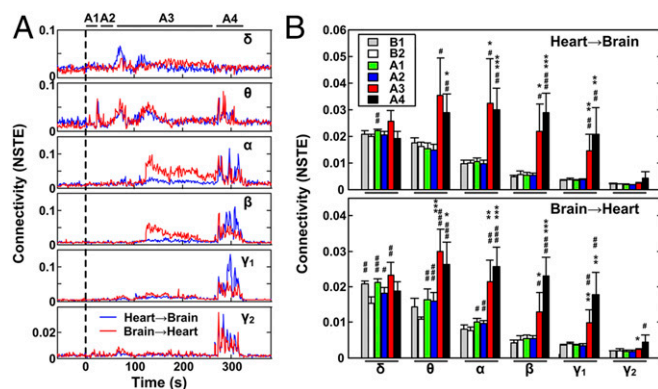 A
A1 A2 A3 A4
Connectivity (NSTE)
0.1
0
δ
0.1
0
θ
0.1
0
α
0.1
0
β
0.1
0
γ1
0.02
0
γ2
Heart→Brain
Brain→Heart
0 100 200 300
Time (s)
B
Connectivity (NSTE)
Heart→Brain
0.06
0.05
0.04
0.03
0.02
0.01
0
B1
B2
A1
A2
A3
A4
Brain→Heart
0.04
0.03
0.02
0.01
0
δ θ α β γ1 γ2